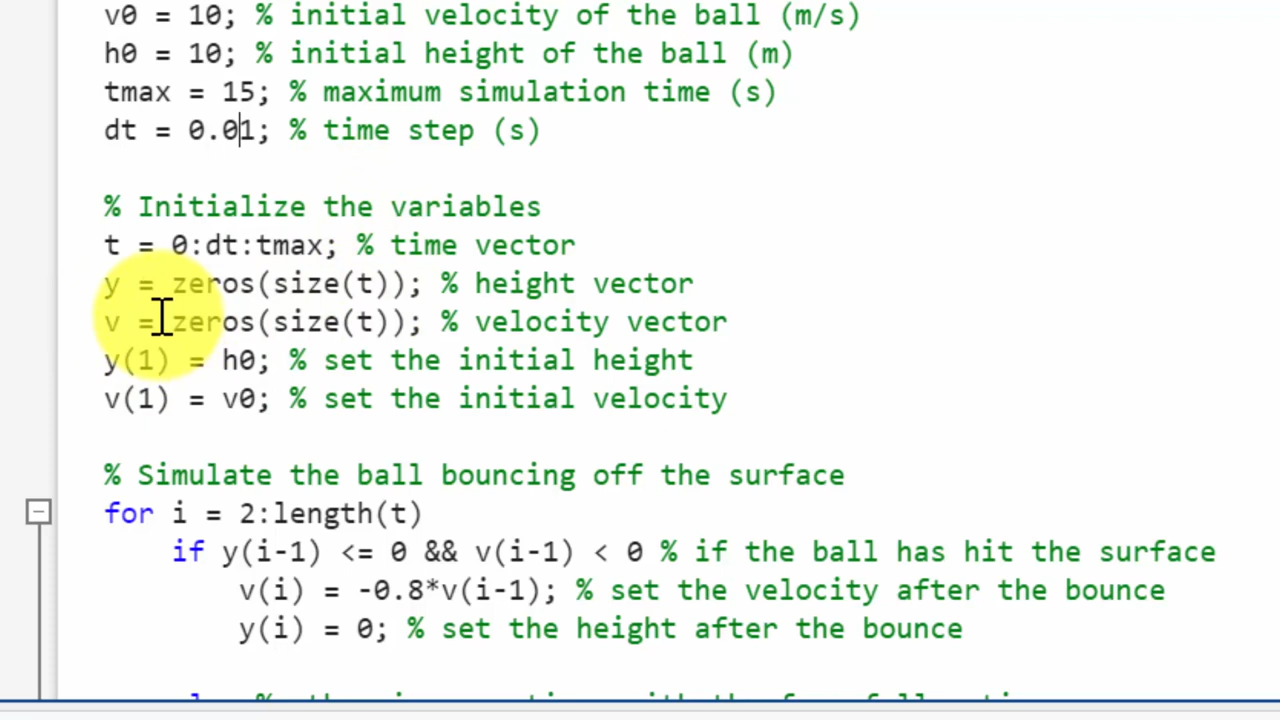 v0 = 10; % initial velocity of the ball (m/s)
h0 = 10; % initial height of the ball (m)
tmax = 15; % maximum simulation time (s)
dt = 0.01; % time step (s)
% Initialize the variables
t = 0:dt:tmax; % time vector
y = zeros(size(t)); % height vector
v = zeros(size(t)); % velocity vector
y(1) = h0; % set the initial height
v(1) = v0; % set the initial velocity
% Simulate the ball bouncing off the surface
for i = 2:length(t)
if y(i-1) <= 0 && v(i-1) < 0 % if the ball has hit the surface
v(i) = -0.8*v(i-1); % set the velocity after the bounce
y(i) = 0; % set the height after the bounce